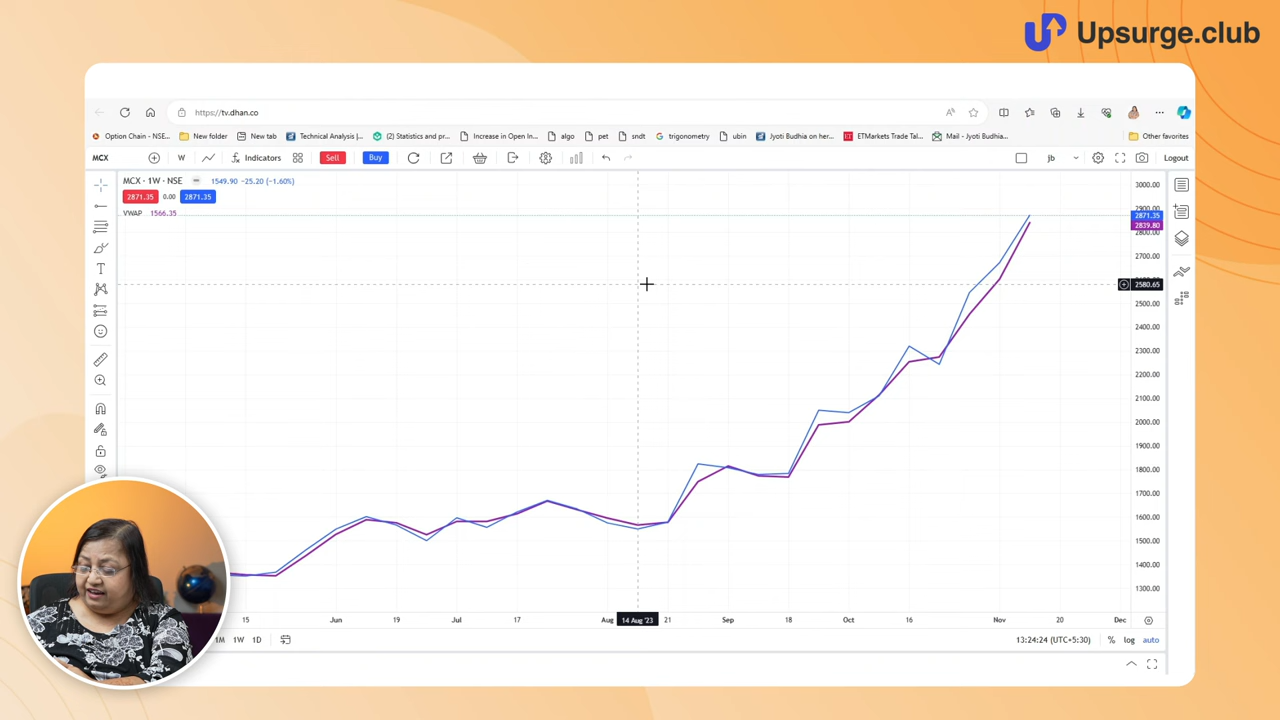 Upsurge.club
https://tv.dhan.co
Option Chain - NSE... New folder New tab Technical Analysis |... (2) Statistics and pr... Increase in Open In... algo pet sndt trigonometry ubin Jyoti Budhia on her... ETMarkets Trade Tal... Mail - Jyoti Budhia... Other favorites
MCX W Indicators Sell Buy jb Logout
MCX · 1W · NSE 1549.90 −25.20 (−1.60%)
2871.35 0.00 2871.35
VWAP 1566.35
3000.00
2900.00
2871.35
2839.80
2800.00
2700.00
2580.65
2500.00
2400.00
2300.00
2200.00
2100.00
2000.00
1900.00
1800.00
1700.00
1600.00
1500.00
1400.00
1300.00
15 Jun 19 Jul 17 Aug 14 Aug '23 21 Sep 18 Oct 16 Nov 20 Dec
1M 1W 1D 13:24:24 (UTC+5:30) % log auto